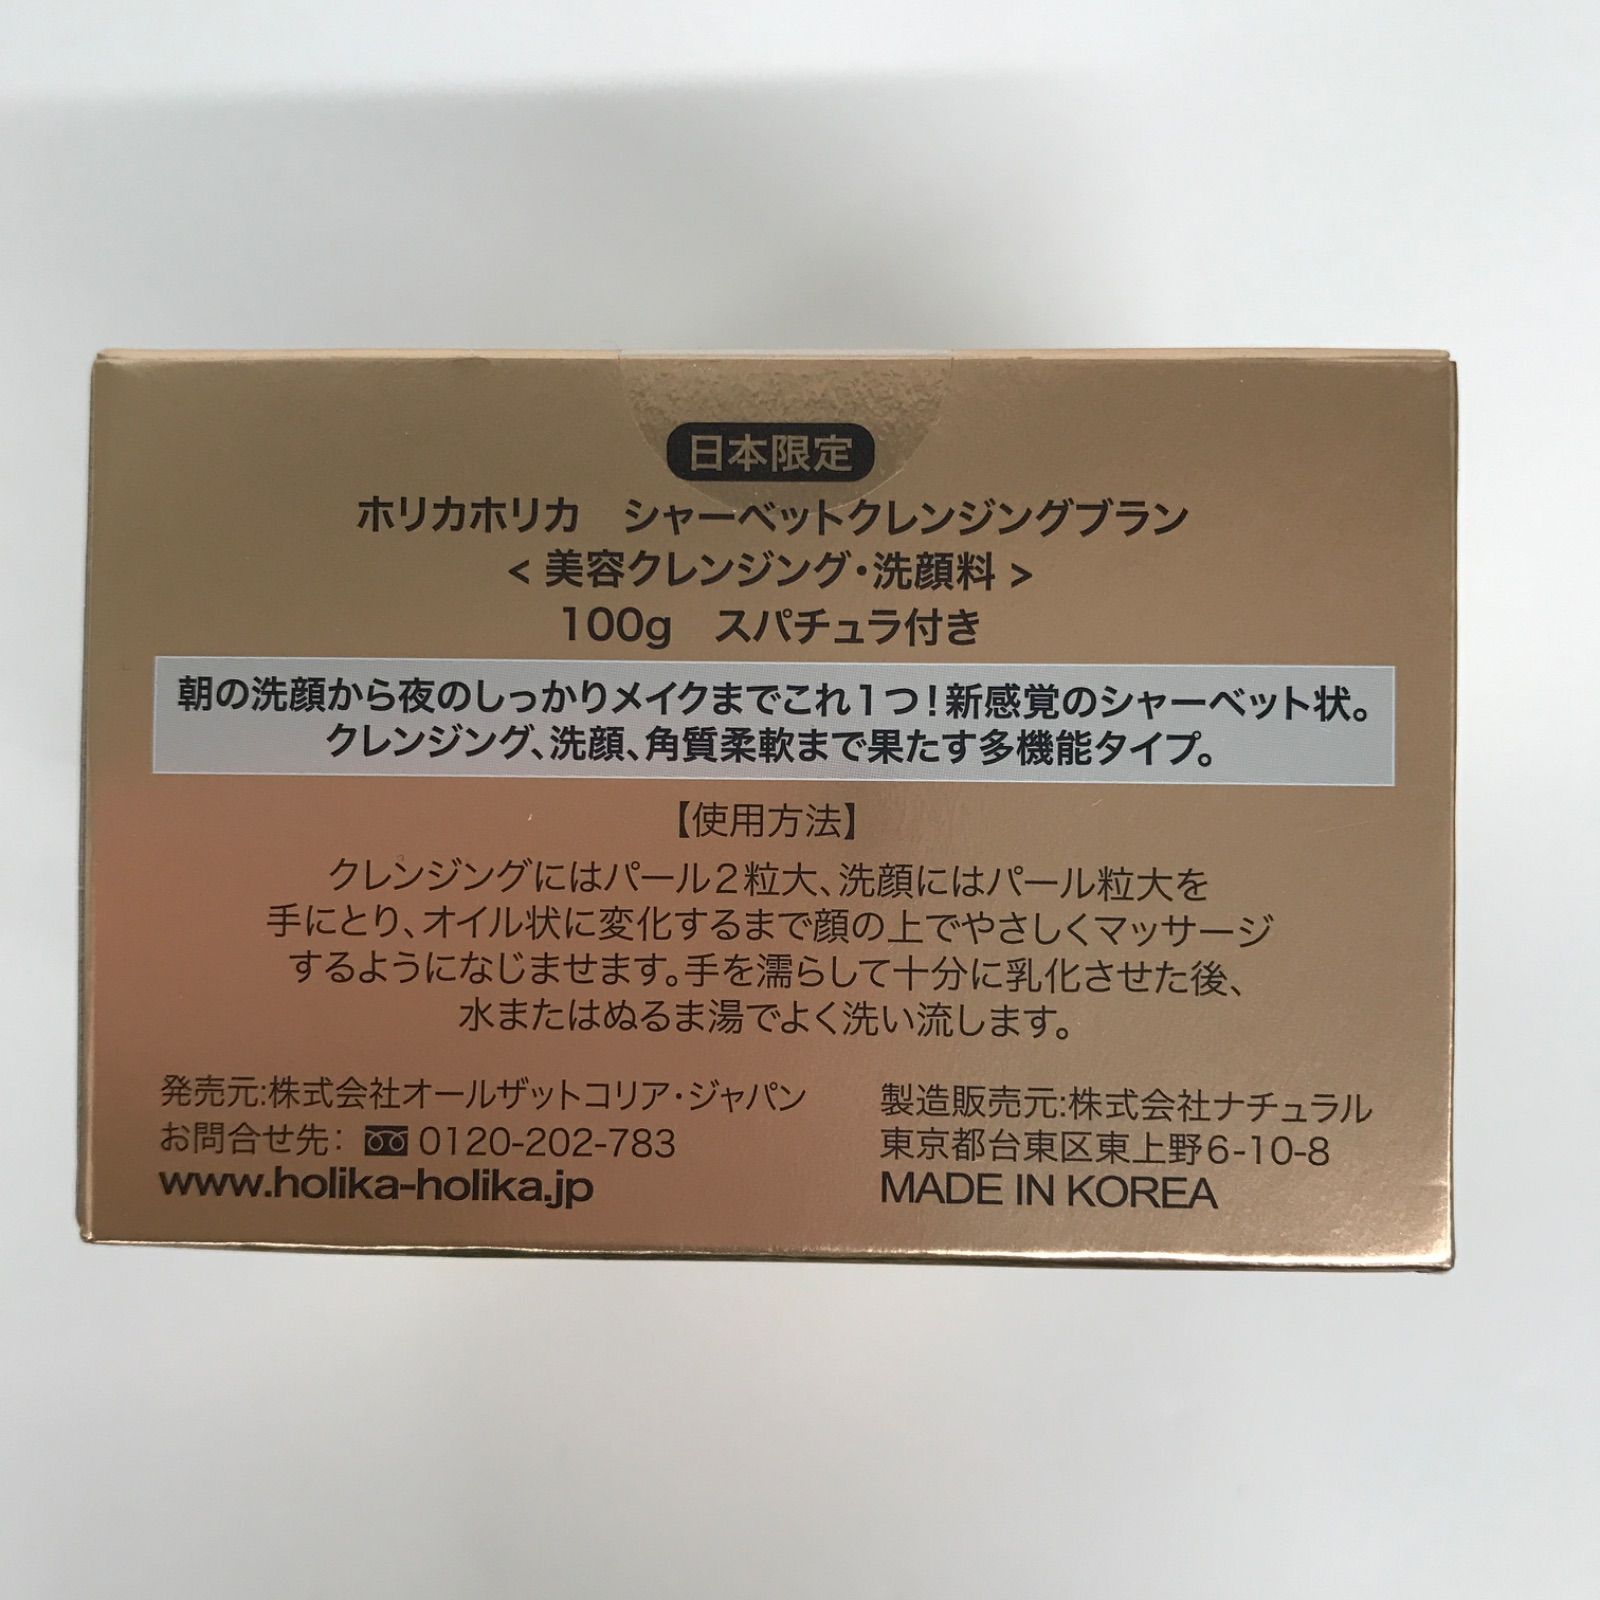 日本限定
ホリカホリカ　シャーベットクレンジングブラン
< 美容クレンジング・洗顔料 >
100g　スパチュラ付き
朝の洗顔から夜のしっかりメイクまでこれ1つ！新感覚のシャーベット状。
クレンジング、洗顔、角質柔軟まで果たす多機能タイプ。
【使用方法】
クレンジングにはパール２粒大、洗顔にはパール粒大を
手にとり、オイル状に変化するまで顔の上でやさしくマッサージ
するようになじませます。手を濡らして十分に乳化させた後、
水またはぬるま湯でよく洗い流します。
発売元:株式会社オールザットコリア・ジャパン
お問合せ先： 0120-202-783
www.holika-holika.jp
製造販売元:株式会社ナチュラル
東京都台東区東上野6-10-8
MADE IN KOREA